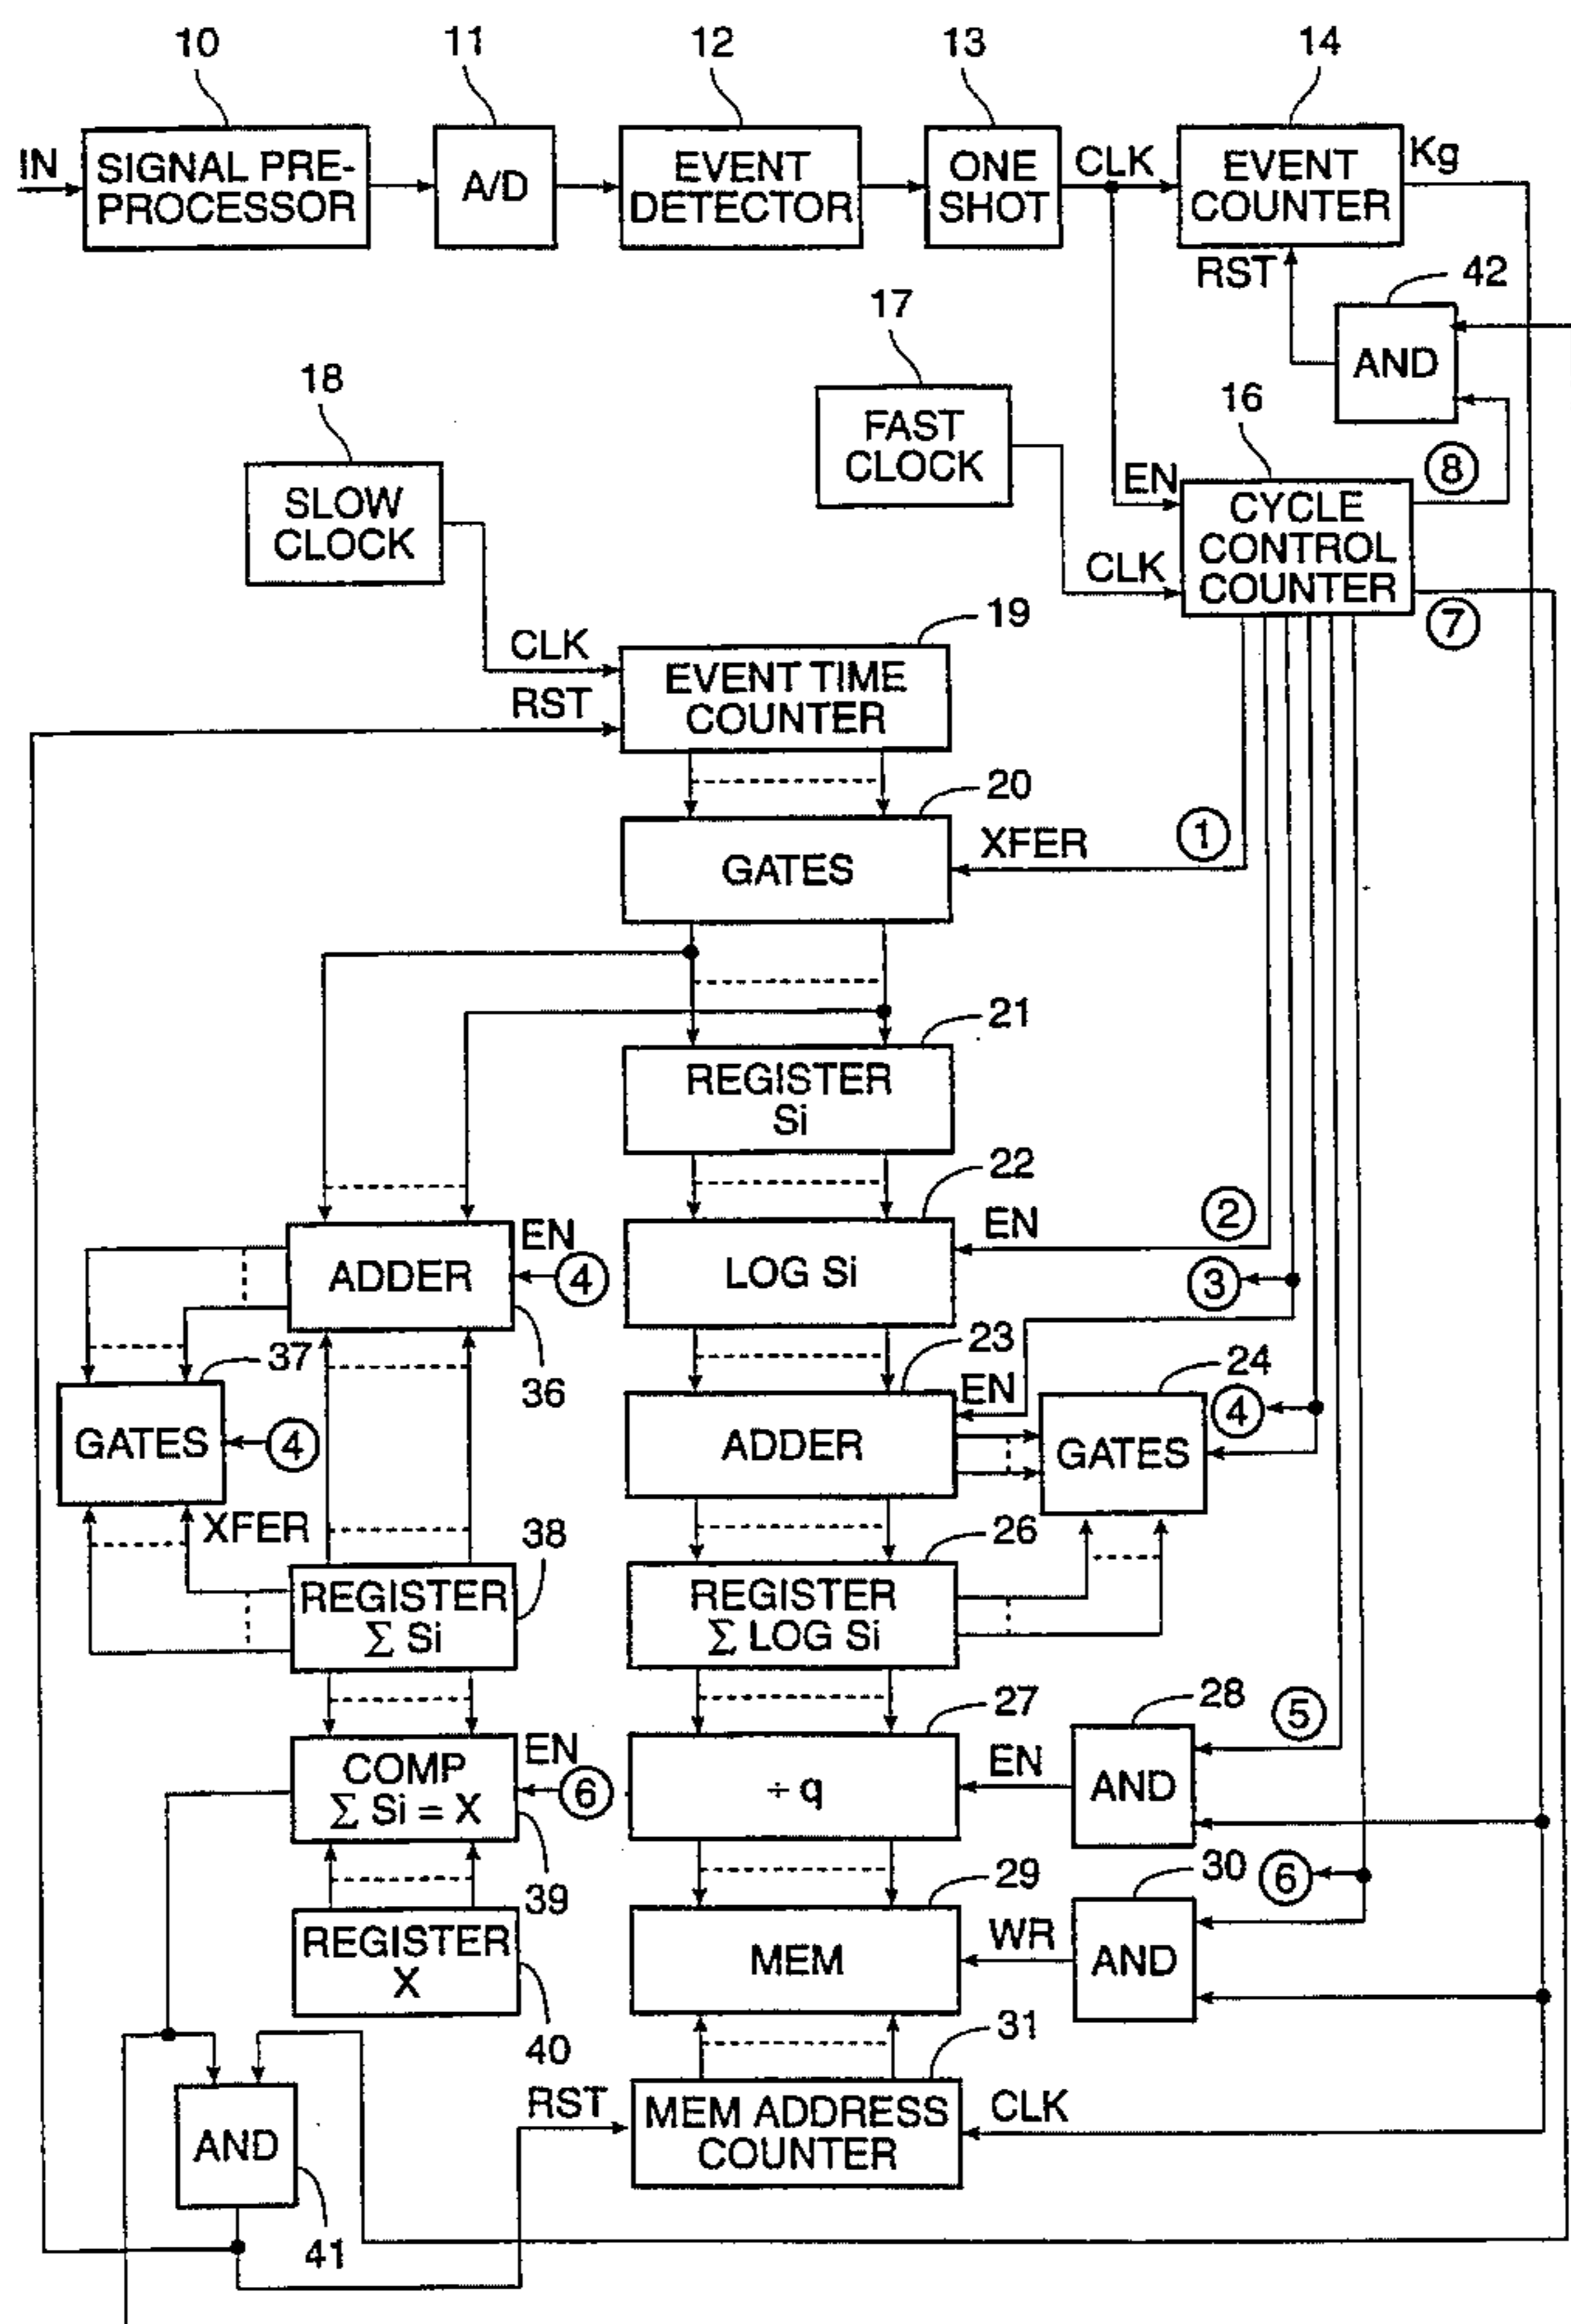 10
11
12
13
14
IN
SIGNAL PRE-
PROCESSOR
A/D
EVENT
DETECTOR
ONE
SHOT
CLK
EVENT
COUNTER
Kg
RST
42
AND
17
FAST
CLOCK
18
SLOW
CLOCK
16
EN
CLK
CYCLE
CONTROL
COUNTER
8
7
19
CLK
RST
EVENT TIME
COUNTER
20
GATES
XFER
1
21
REGISTER
Si
22
LOG Si
EN
2
3
ADDER
EN
4
36
23
ADDER
EN
24
GATES
4
37
GATES
4
XFER
38
REGISTER
Σ Si
26
REGISTER
Σ LOG Si
27
÷ q
EN
28
AND
5
COMP
Σ Si = X
EN
6
39
29
MEM
WR
30
AND
6
REGISTER
X
40
31
MEM ADDRESS
COUNTER
RST
CLK
AND
41